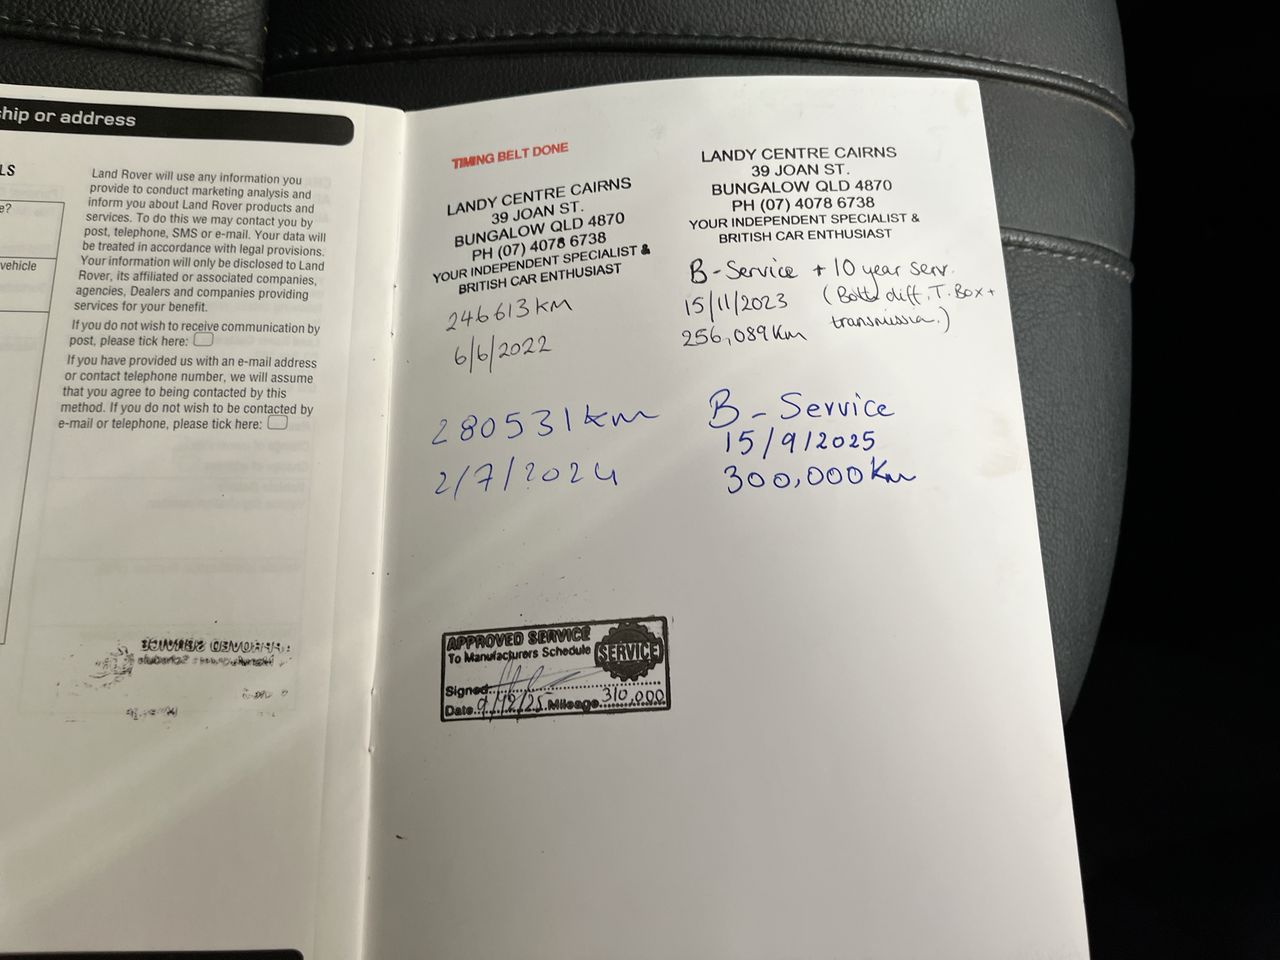 ship or address
LS
e?
vehicle
Land Rover will use any information you
provide to conduct marketing analysis and
inform you about Land Rover products and
services. To do this we may contact you by
post, telephone, SMS or e-mail. Your data will
be treated in accordance with legal provisions.
Your information will only be disclosed to Land
Rover, its affiliated or associated companies,
agencies, Dealers and companies providing
services for your benefit.
If you do not wish to receive communication by
post, please tick here:
If you have provided us with an e-mail address
or contact telephone number, we will assume
that you agree to being contacted by this
method. If you do not wish to be contacted by
e-mail or telephone, please tick here:
TIMING BELT DONE
LANDY CENTRE CAIRNS
39 JOAN ST.
BUNGALOW QLD 4870
PH (07) 4078 6738
YOUR INDEPENDENT SPECIALIST &
BRITISH CAR ENTHUSIAST
246613 km
6/6/2022
LANDY CENTRE CAIRNS
39 JOAN ST.
BUNGALOW QLD 4870
PH (07) 4078 6738
YOUR INDEPENDENT SPECIALIST &
BRITISH CAR ENTHUSIAST
B-Service + 10 year serv.
15/11/2023 (Both diff, T. Box +
256,089 Km transmission.)
280531 km
2/7/2024
B-Service
15/9/2025
300,000 Km
APPROVED SERVICE
To Manufacturers Schedule
SERVICE
Signed
Date 9/12/25 Mileage 310,000